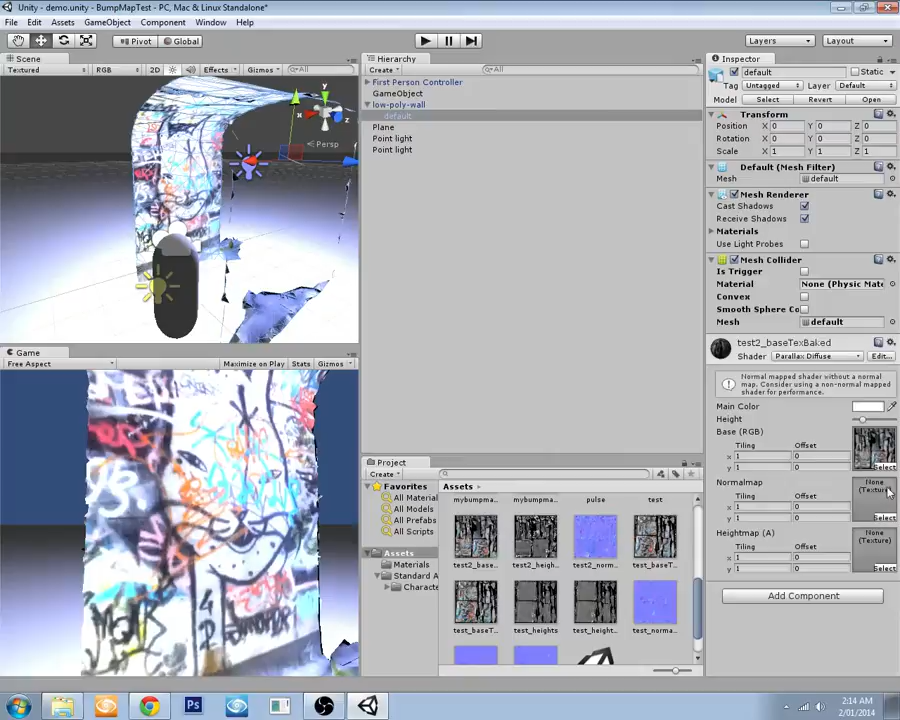 Unity - demo.unity - BumpMapTest - PC, Mac & Linux Standalone*
File Edit Assets GameObject Component Window Help
Pivot Global Layers Layout
Scene
Textured RGB 2D Effects Gizmos All
y
x
z
Persp
Game
Free Aspect Maximize on Play Stats Gizmos
Hierarchy
Create All
First Person Controller
GameObject
low-poly-wall
default
Plane
Point light
Point light
Project
Create
Favorites
All Material
All Models
All Prefabs
All Scripts
Assets
Materials
Standard A
Characte
Assets
mybumpma... mybumpma... pulse test
test2_base... test2_heigh... test2_norm... test_baseT...
test_baseT... test_heights test_height... test_norma...
Inspector
default Static
Tag Untagged Layer Default
Model Select Revert Open
Transform
Position X 0 Y 0 Z 0
Rotation X 0 Y 0 Z 0
Scale X 1 Y 1 Z 1
Default (Mesh Filter)
Mesh default
Mesh Renderer
Cast Shadows
Receive Shadows
Materials
Use Light Probes
Mesh Collider
Is Trigger
Material None (Physic Mate
Convex
Smooth Sphere Co
Mesh default
test2_baseTexBaked
Shader Parallax Diffuse Edit...
Normal mapped shader without a normal
map. Consider using a non-normal mapped
shader for performance.
Main Color
Height
Base (RGB)
Tiling Offset
x 1 0
y 1 0
Select
Normalmap
None
(Texture)
Tiling Offset
x 1 0
y 1 0
Select
Heightmap (A)
None
(Texture)
Tiling Offset
x 1 0
y 1 0
Select
Add Component
Ps
2:14 AM
2/01/2014